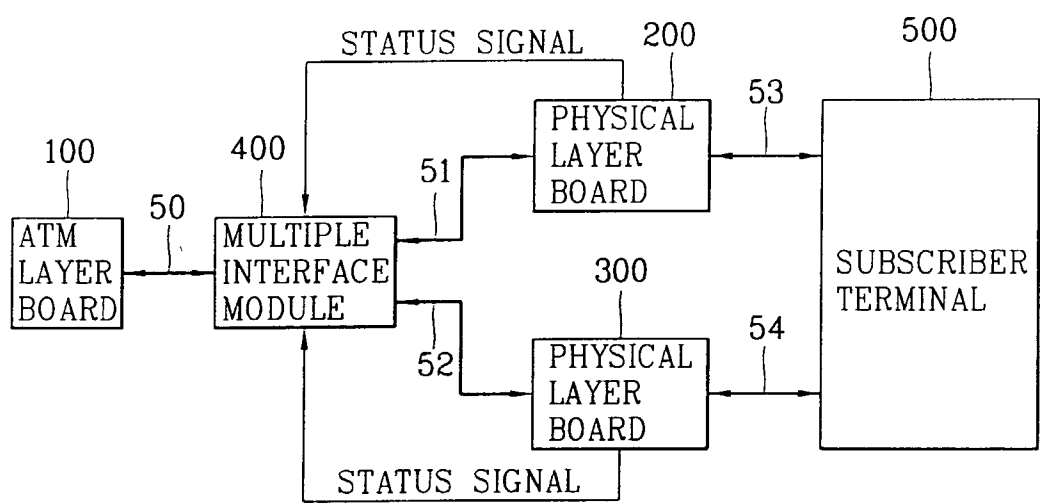 STATUS SIGNAL
200
500
PHYSICAL
LAYER
BOARD
53
100
400
51
50
ATM
LAYER
BOARD
MULTIPLE
INTERFACE
MODULE
SUBSCRIBER
TERMINAL
300
52
PHYSICAL
LAYER
BOARD
54
STATUS SIGNAL